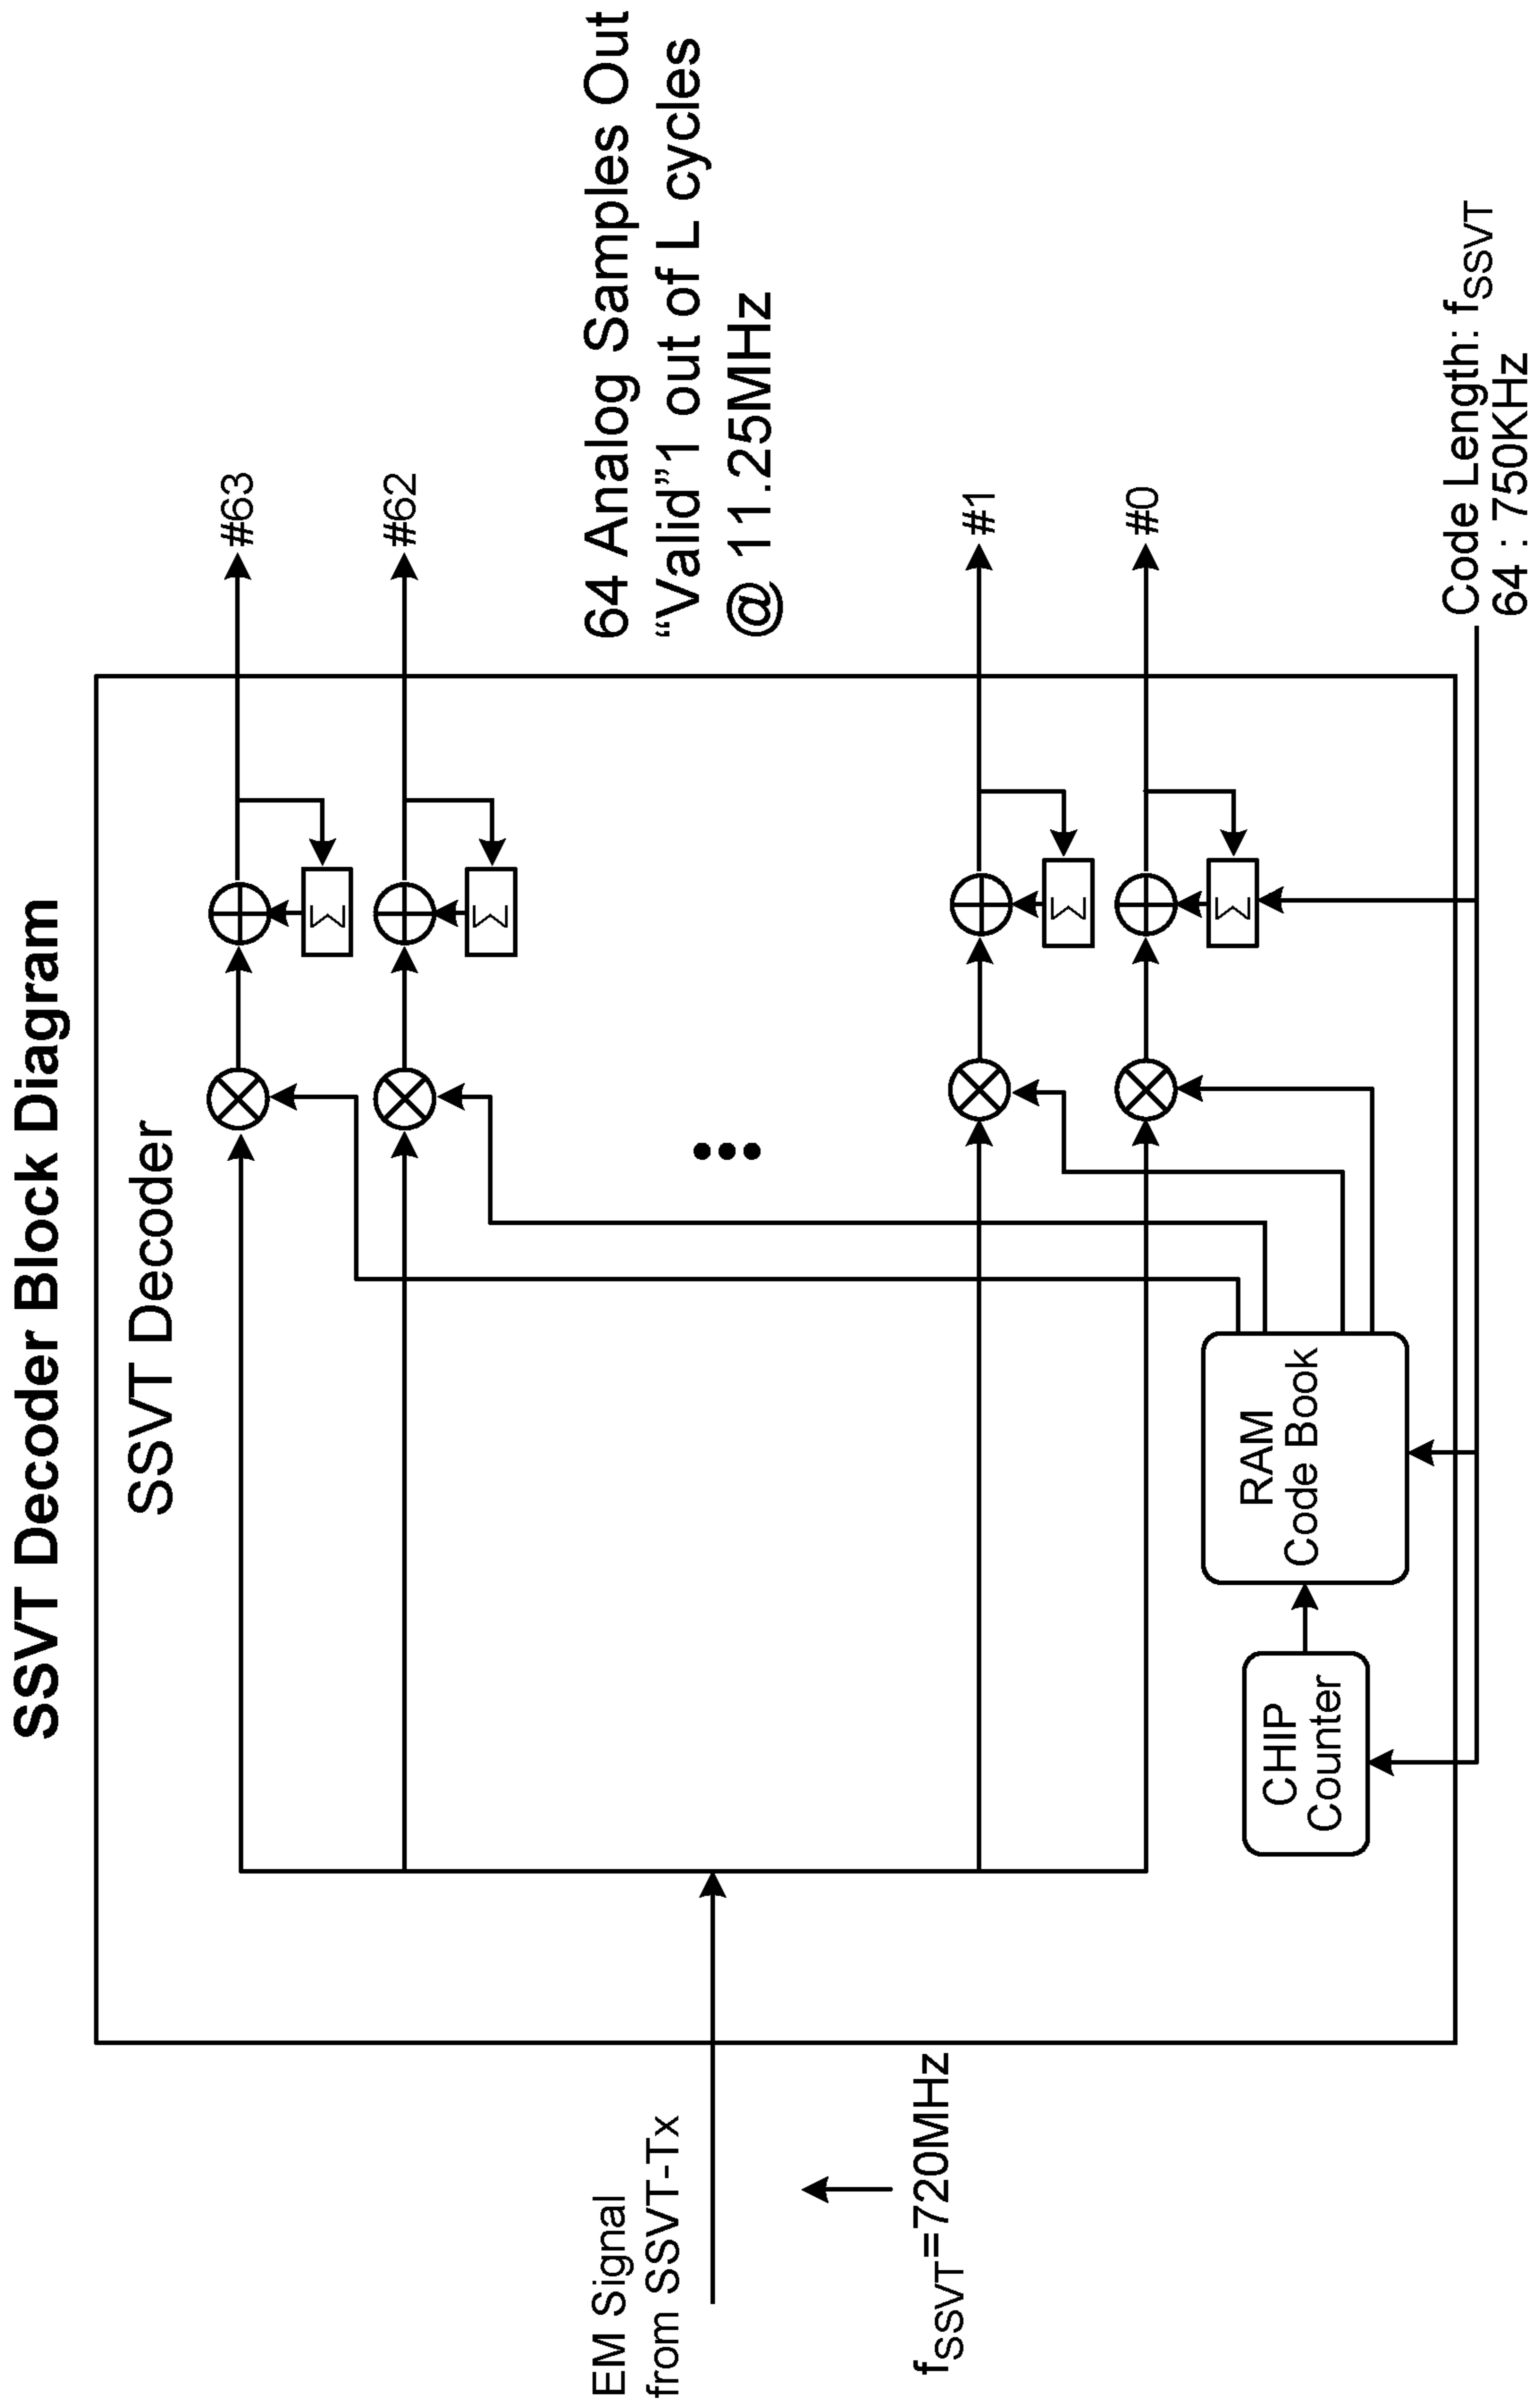 SSVT Decoder Block Diagram
SSVT Decoder
#63
#62
64 Analog Samples Out
“Valid”1 out of L cycles
@ 11.25MHz
#1
#0
EM Signal
from SSVT-Tx
fSSVT=720MHz
RAM
Code Book
CHIP
Counter
Σ
Σ
Σ
Σ
Code Length: fSSVT
64 : 750KHz